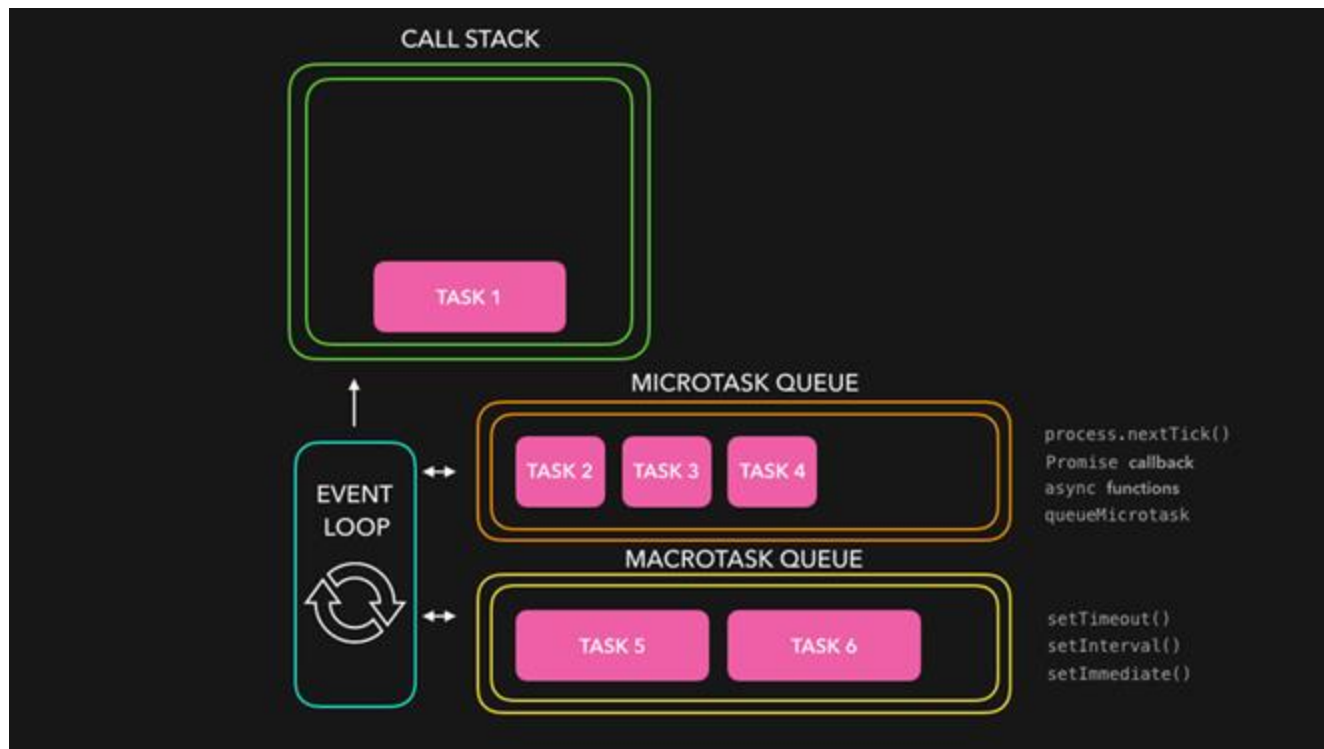 CALL STACK
TASK 1
MICROTASK QUEUE
TASK 2 TASK 3 TASK 4
process.nextTick()
Promise callback
async functions
queueMicrotask
EVENT
LOOP
MACROTASK QUEUE
TASK 5 TASK 6
setTimeout()
setInterval()
setImmediate()